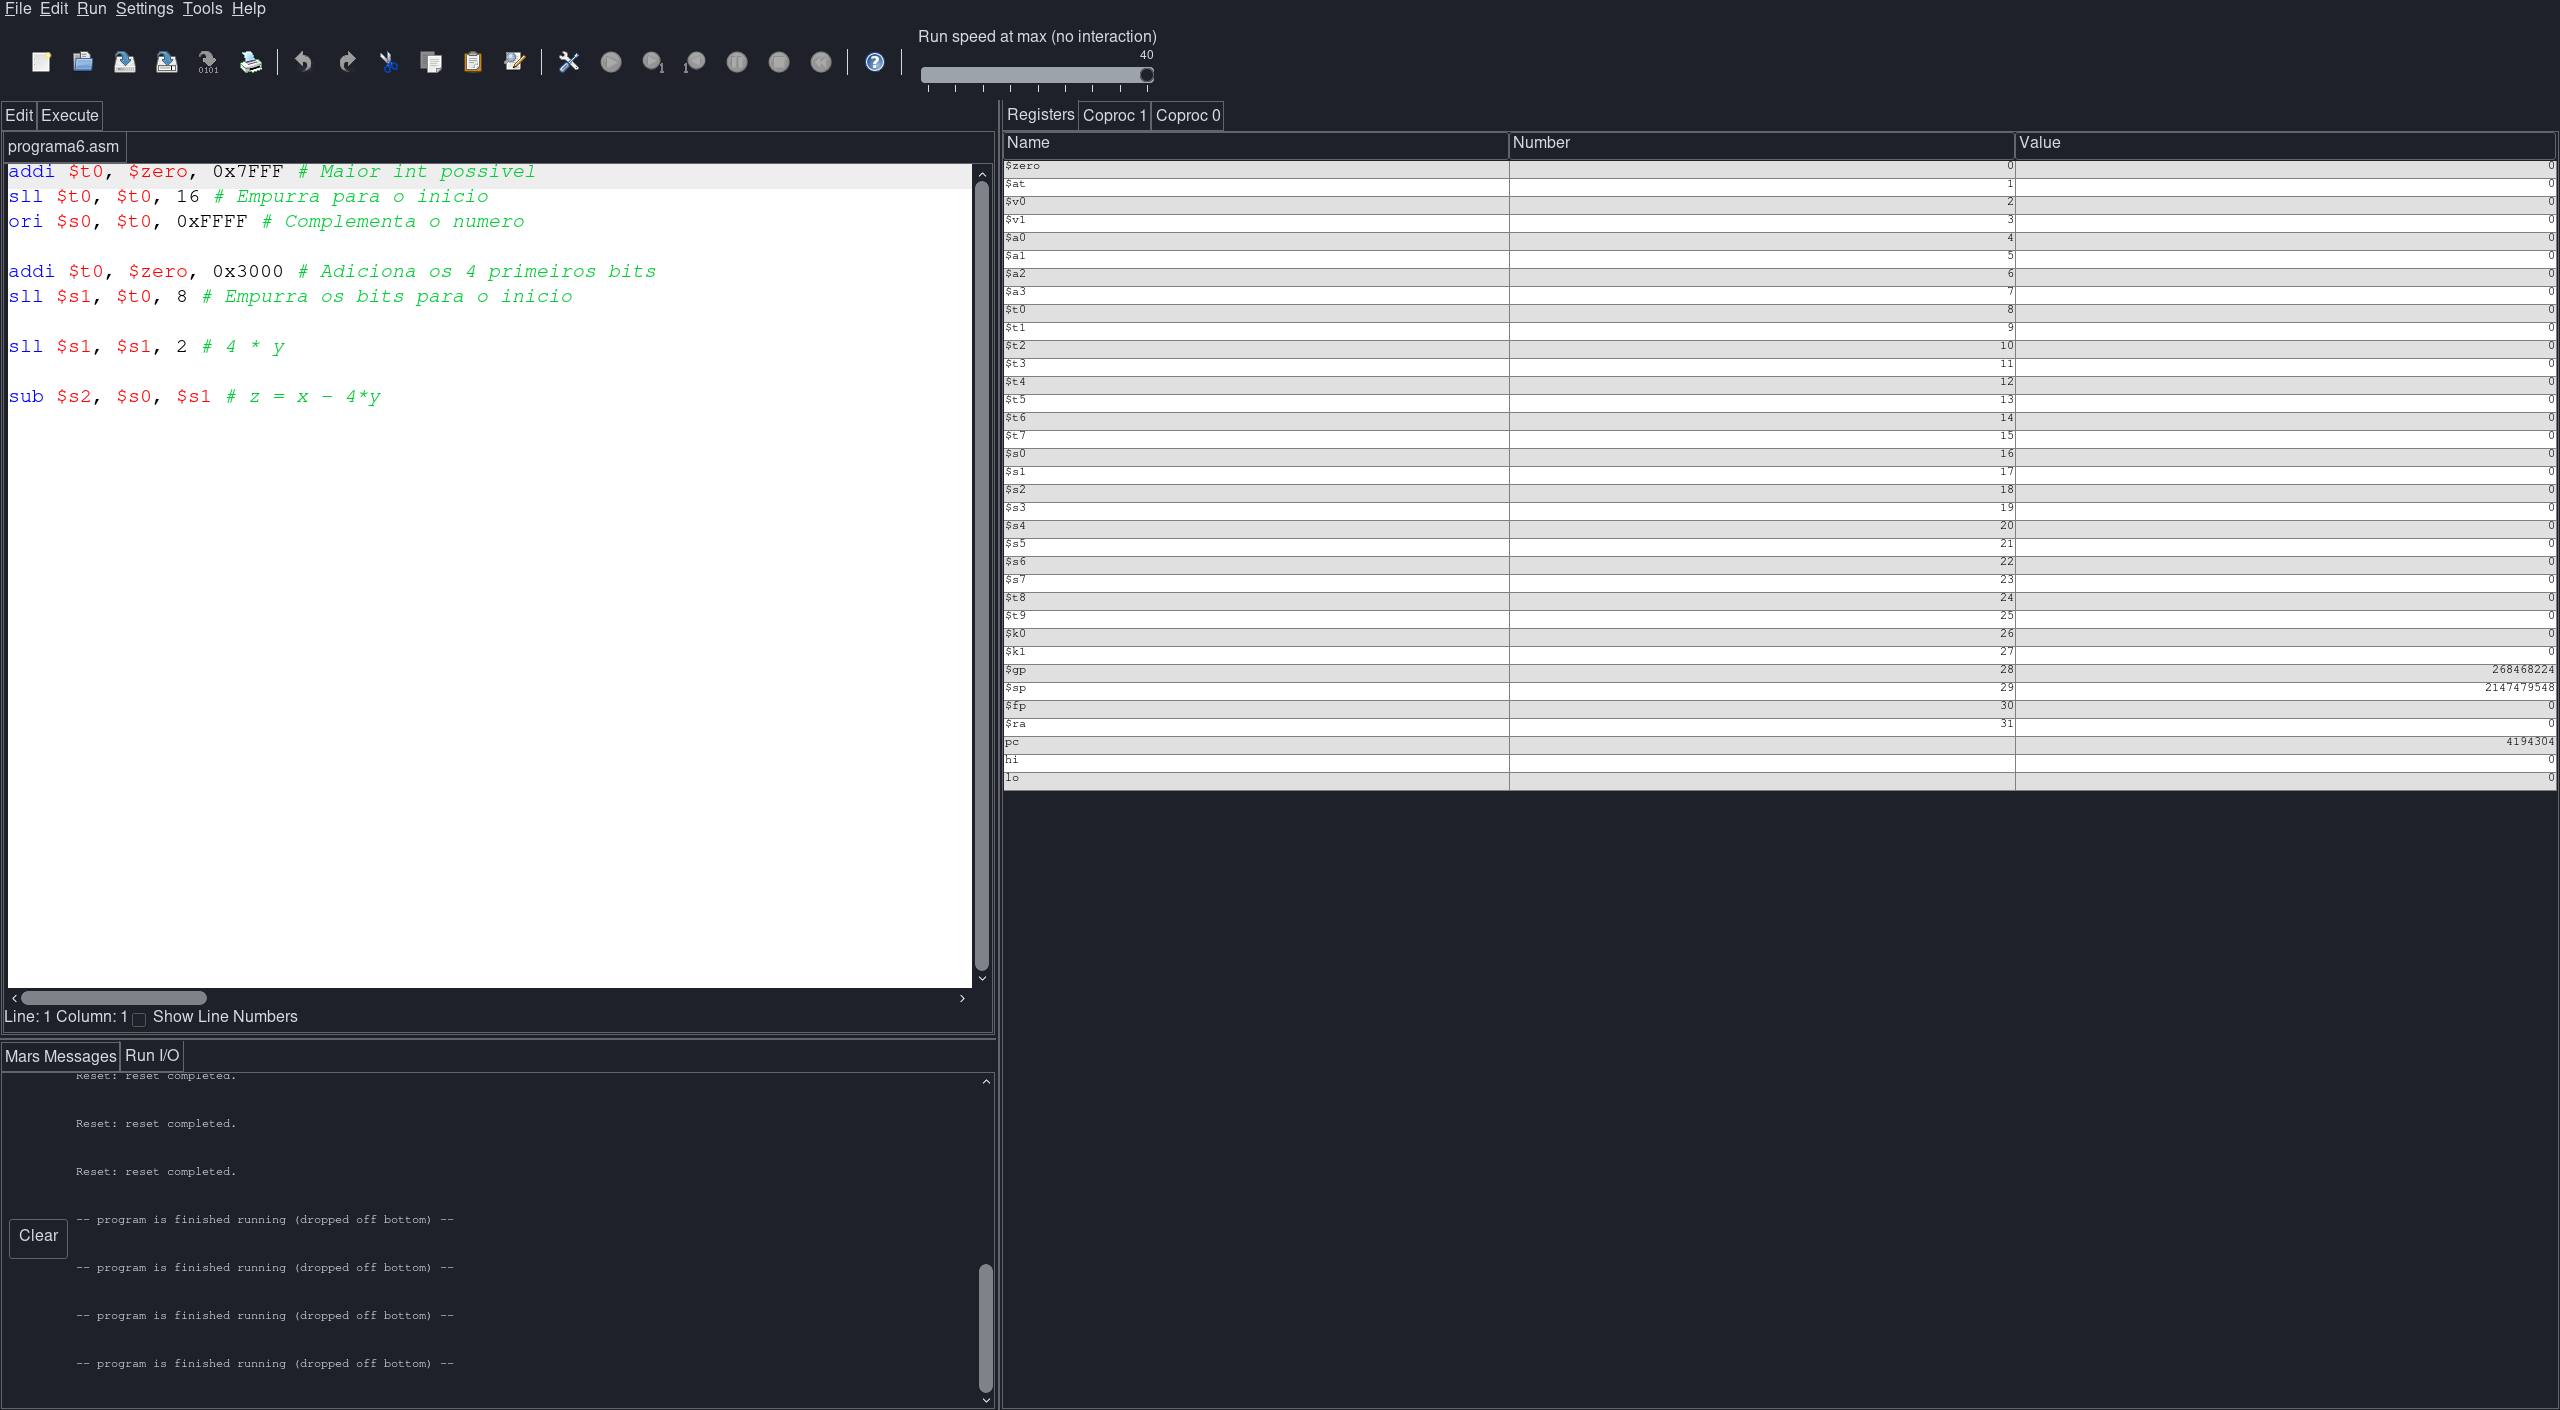 File Edit Run Settings Tools Help
Run speed at max (no interaction)
40
Edit Execute
programa6.asm
addi $t0, $zero, 0x7FFF # Maior int possivel
sll $t0, $t0, 16 # Empurra para o inicio
ori $s0, $t0, 0xFFFF # Complementa o numero
addi $t0, $zero, 0x3000 # Adiciona os 4 primeiros bits
sll $s1, $t0, 8 # Empurra os bits para o inicio
sll $s1, $s1, 2 # 4 * y
sub $s2, $s0, $s1 # z = x - 4*y
Line: 1 Column: 1 Show Line Numbers
Mars Messages Run I/O
Reset: reset completed.
Reset: reset completed.
Reset: reset completed.
-- program is finished running (dropped off bottom) --
-- program is finished running (dropped off bottom) --
-- program is finished running (dropped off bottom) --
-- program is finished running (dropped off bottom) --
Clear
Registers Coproc 1 Coproc 0
Name Number Value
$zero 0 0
$at 1 0
$v0 2 0
$v1 3 0
$a0 4 0
$a1 5 0
$a2 6 0
$a3 7 0
$t0 8 0
$t1 9 0
$t2 10 0
$t3 11 0
$t4 12 0
$t5 13 0
$t6 14 0
$t7 15 0
$s0 16 0
$s1 17 0
$s2 18 0
$s3 19 0
$s4 20 0
$s5 21 0
$s6 22 0
$s7 23 0
$t8 24 0
$t9 25 0
$k0 26 0
$k1 27 0
$gp 28 268468224
$sp 29 2147479548
$fp 30 0
$ra 31 0
pc 4194304
hi 0
lo 0